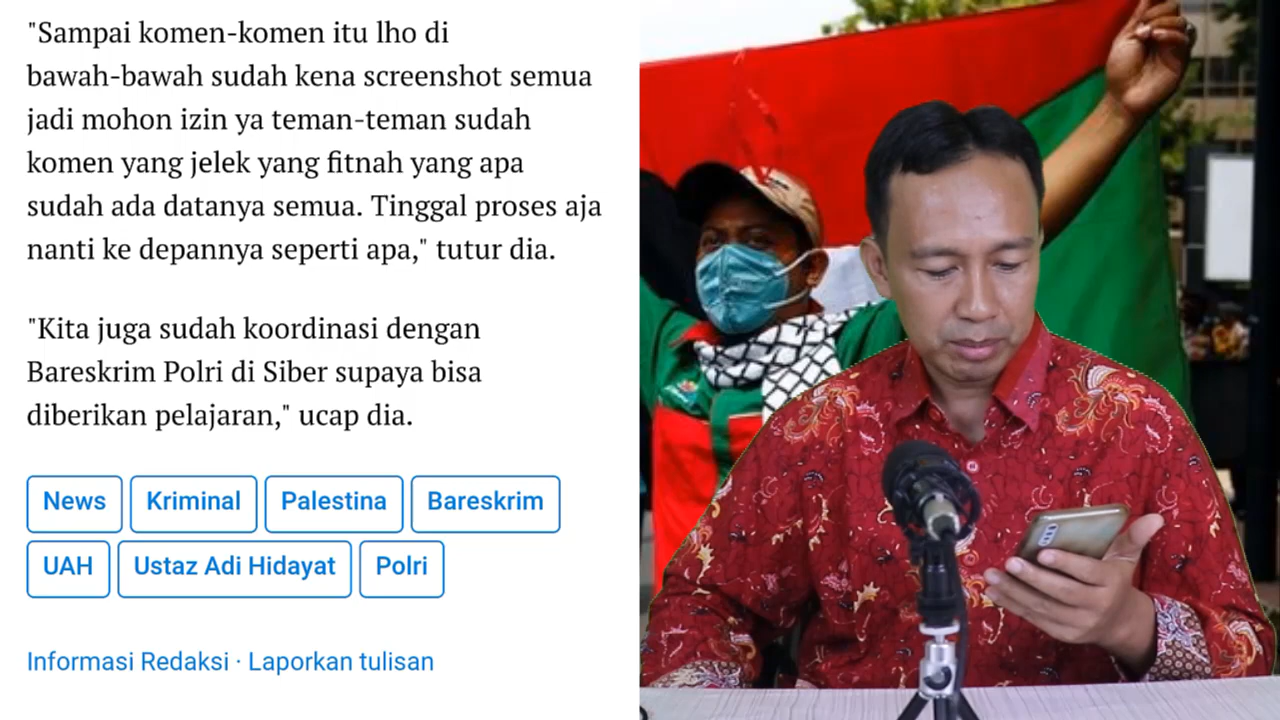 "Sampai komen-komen itu lho di
bawah-bawah sudah kena screenshot semua
jadi mohon izin ya teman-teman sudah
komen yang jelek yang fitnah yang apa
sudah ada datanya semua. Tinggal proses aja
nanti ke depannya seperti apa," tutur dia.
"Kita juga sudah koordinasi dengan
Bareskrim Polri di Siber supaya bisa
diberikan pelajaran," ucap dia.
News Kriminal Palestina Bareskrim
UAH Ustaz Adi Hidayat Polri
Informasi Redaksi · Laporkan tulisan